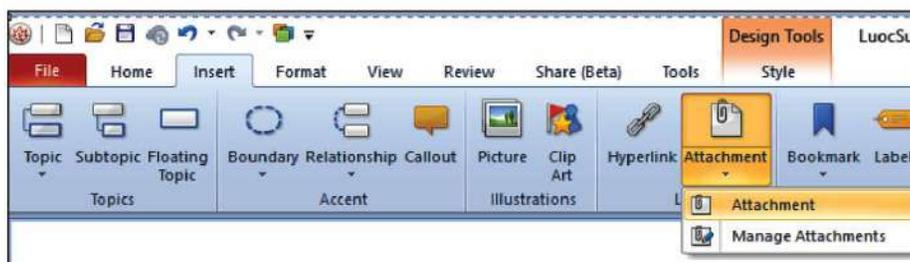 Design Tools LuocSu
File Home Insert Format View Review Share (Beta) Tools Style
Topic Subtopic Floating Topic Boundary Relationship Callout Picture Clip Art Hyperlink Attachment Bookmark Label
Topics Accent Illustrations L
Attachment
Manage Attachments